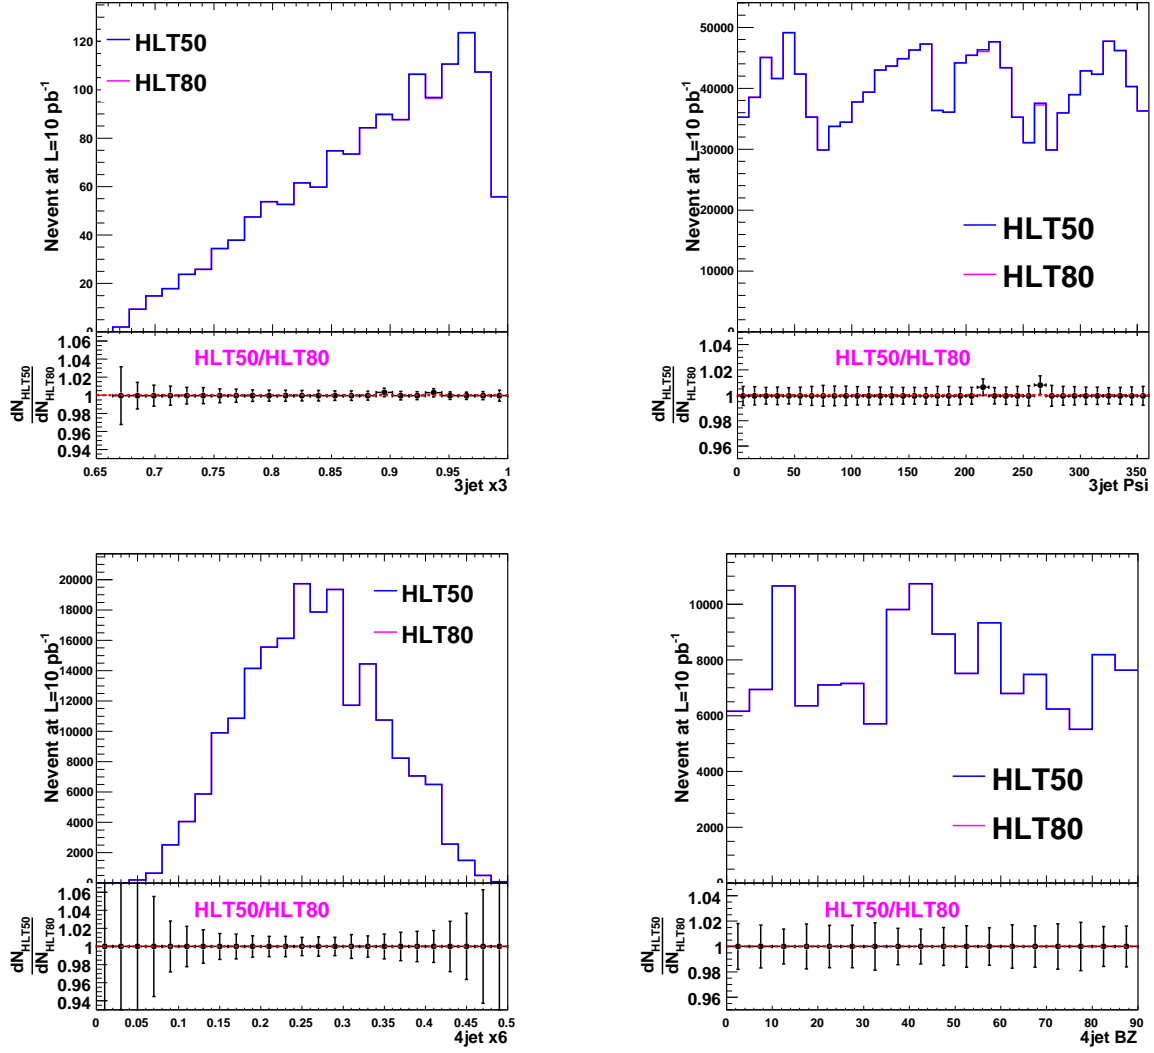 120
100
80
60
40
20
0
Nevent at L=10 pb-1
HLT50
HLT80
1.06
1.04
1.02
1
0.98
0.96
0.94
dNHLT50
dNHLT80
HLT50/HLT80
0.65 0.7 0.75 0.8 0.85 0.9 0.95 1
3jet x3
50000
40000
30000
20000
10000
0
Nevent at L=10 pb-1
HLT50
HLT80
1.04
1.02
1
0.98
0.96
dNHLT50
dNHLT80
HLT50/HLT80
0 50 100 150 200 250 300 350
3jet Psi
20000
18000
16000
14000
12000
10000
8000
6000
4000
2000
0
Nevent at L=10 pb-1
HLT50
HLT80
1.06
1.04
1.02
1
0.98
0.96
0.94
dNHLT50
dNHLT80
HLT50/HLT80
0 0.05 0.1 0.15 0.2 0.25 0.3 0.35 0.4 0.45 0.5
4jet x6
10000
8000
6000
4000
2000
0
Nevent at L=10 pb-1
HLT50
HLT80
1.04
1.02
1
0.98
0.96
dNHLT50
dNHLT80
HLT50/HLT80
0 10 20 30 40 50 60 70 80 90
4jet BZ